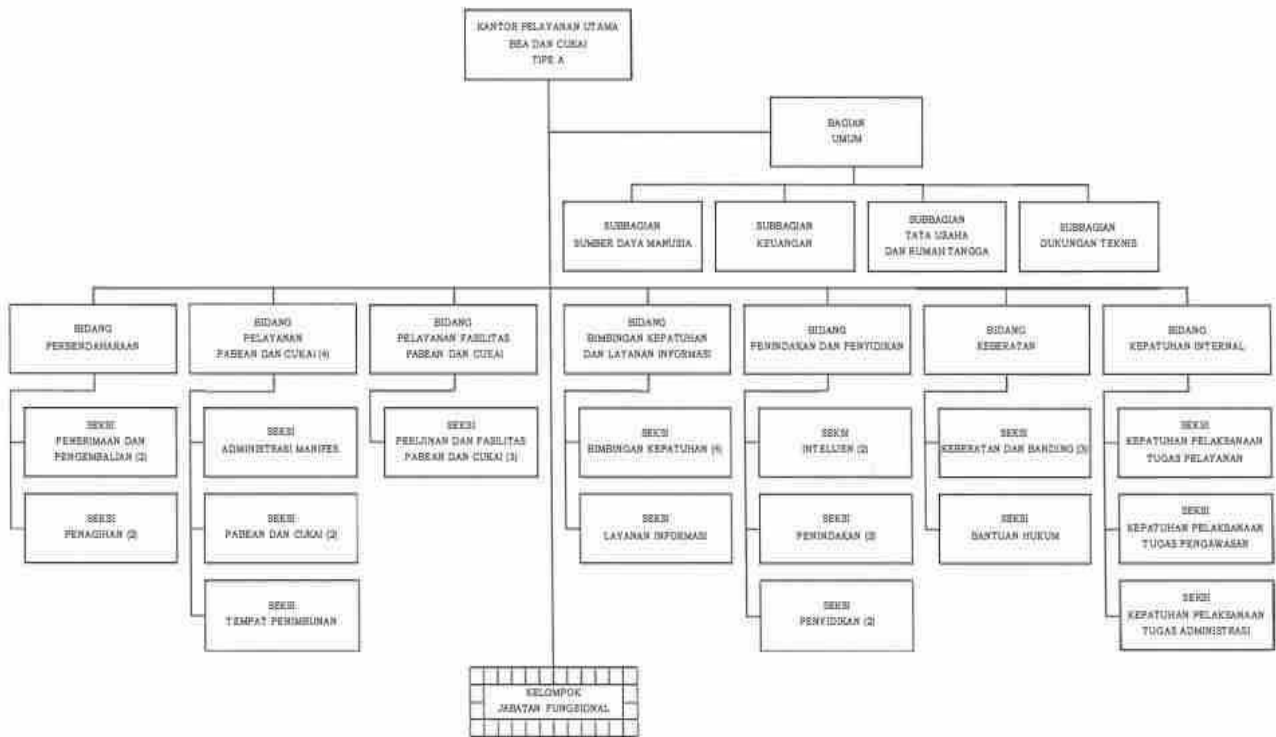 KANTOR PELAYANAN UTAMA
BEA DAN CUKAI
TIPE A
BAGIAN
UMUM
SUBBAGIAN
SUMBER DAYA MANUSIA
SUBBAGIAN
KEUANGAN
SUBBAGIAN
TATA USAHA
DAN RUMAH TANGGA
SUBBAGIAN
DUKUNGAN TEKNIS
BIDANG
PERBENDAHARAAN
BIDANG
PELAYANAN
PABEAN DAN CUKAI (4)
BIDANG
PELAYANAN FASILITAS
PABEAN DAN CUKAI
BIDANG
BIMBINGAN KEPATUHAN
DAN LAYANAN INFORMASI
BIDANG
PENINDAKAN DAN PENYIDIKAN
BIDANG
KEBERATAN
BIDANG
KEPATUHAN INTERNAL
SEKSI
PENERIMAAN DAN
PENGEMBALIAN (2)
SEKSI
ADMINISTRASI MANIFES
SEKSI
PERIJINAN DAN FASILITAS
PABEAN DAN CUKAI (3)
SEKSI
BIMBINGAN KEPATUHAN (4)
SEKSI
INTELIJEN (2)
SEKSI
KEBERATAN DAN BANDING (3)
SEKSI
KEPATUHAN PELAKSANAAN
TUGAS PELAYANAN
SEKSI
PENAGIHAN (2)
SEKSI
PABEAN DAN CUKAI (2)
SEKSI
LAYANAN INFORMASI
SEKSI
PENINDAKAN
SEKSI
BANTUAN HUKUM
SEKSI
KEPATUHAN PELAKSANAAN
TUGAS PENGAWASAN
SEKSI
TEMPAT PENIMBUNAN
SEKSI
PENYIDIKAN (2)
SEKSI
KEPATUHAN PELAKSANAAN
TUGAS ADMINISTRASI
KELOMPOK
JABATAN FUNGSIONAL